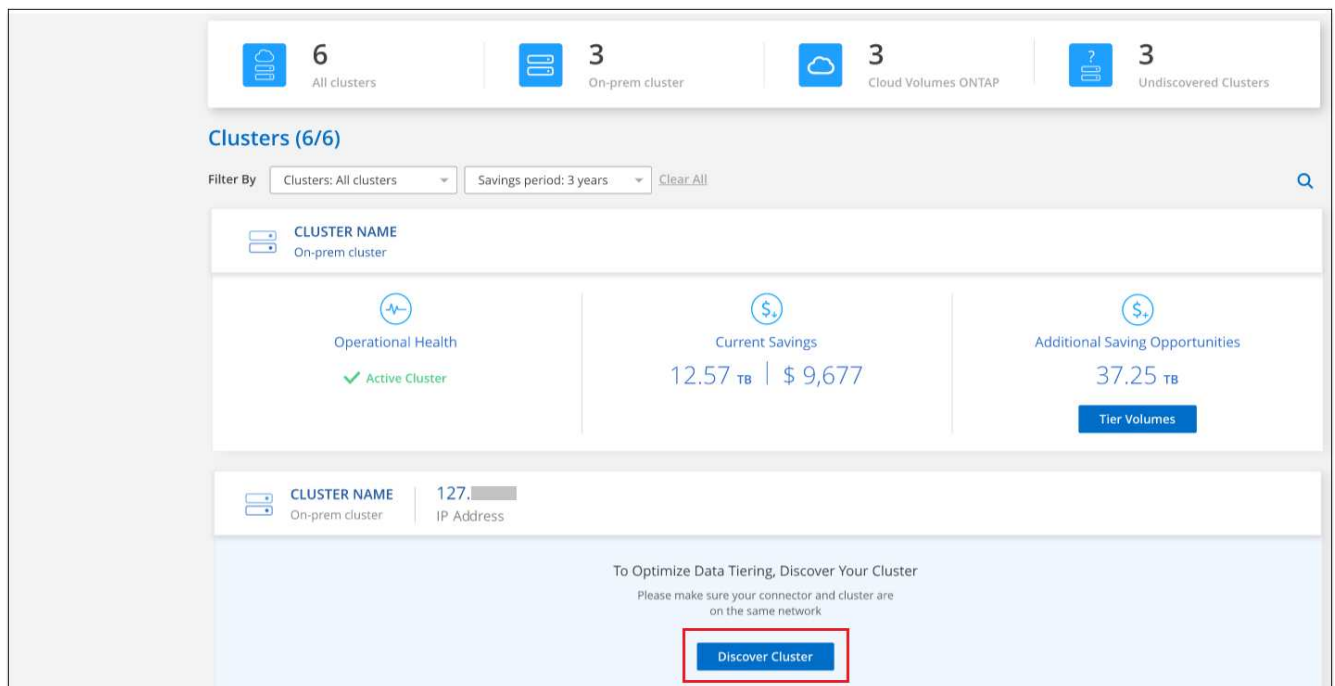 6
All clusters
3
On-prem cluster
3
Cloud Volumes ONTAP
?
3
Undiscovered Clusters
Clusters (6/6)
Filter By
Clusters: All clusters
Savings period: 3 years
Clear All
CLUSTER NAME
On-prem cluster
Operational Health
Active Cluster
$
Current Savings
12.57 TB | $ 9,677
$+
Additional Saving Opportunities
37.25 TB
Tier Volumes
CLUSTER NAME
On-prem cluster
127.
IP Address
To Optimize Data Tiering, Discover Your Cluster
Please make sure your connector and cluster are
on the same network
Discover Cluster